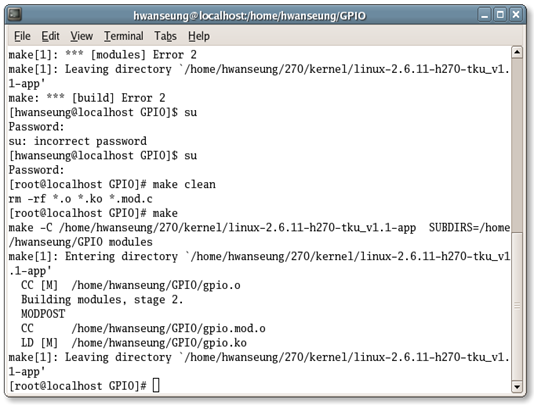 hwanseung@localhost:/home/hwanseung/GPIO
File Edit View Terminal Tabs Help
make[1]: *** [modules] Error 2
make[1]: Leaving directory `/home/hwanseung/270/kernel/linux-2.6.11-h270-tku_v1.
1-app'
make: *** [build] Error 2
[hwanseung@localhost GPIO]$ su
Password:
su: incorrect password
[hwanseung@localhost GPIO]$ su
Password:
[root@localhost GPIO]# make clean
rm -rf *.o *.ko *.mod.c
[root@localhost GPIO]# make
make -C /home/hwanseung/270/kernel/linux-2.6.11-h270-tku_v1.1-app  SUBDIRS=/home
/hwanseung/GPIO modules
make[1]: Entering directory `/home/hwanseung/270/kernel/linux-2.6.11-h270-tku_v1
.1-app'
  CC [M]  /home/hwanseung/GPIO/gpio.o
  Building modules, stage 2.
  MODPOST
  CC      /home/hwanseung/GPIO/gpio.mod.o
  LD [M]  /home/hwanseung/GPIO/gpio.ko
make[1]: Leaving directory `/home/hwanseung/270/kernel/linux-2.6.11-h270-tku_v1.
1-app'
[root@localhost GPIO]#